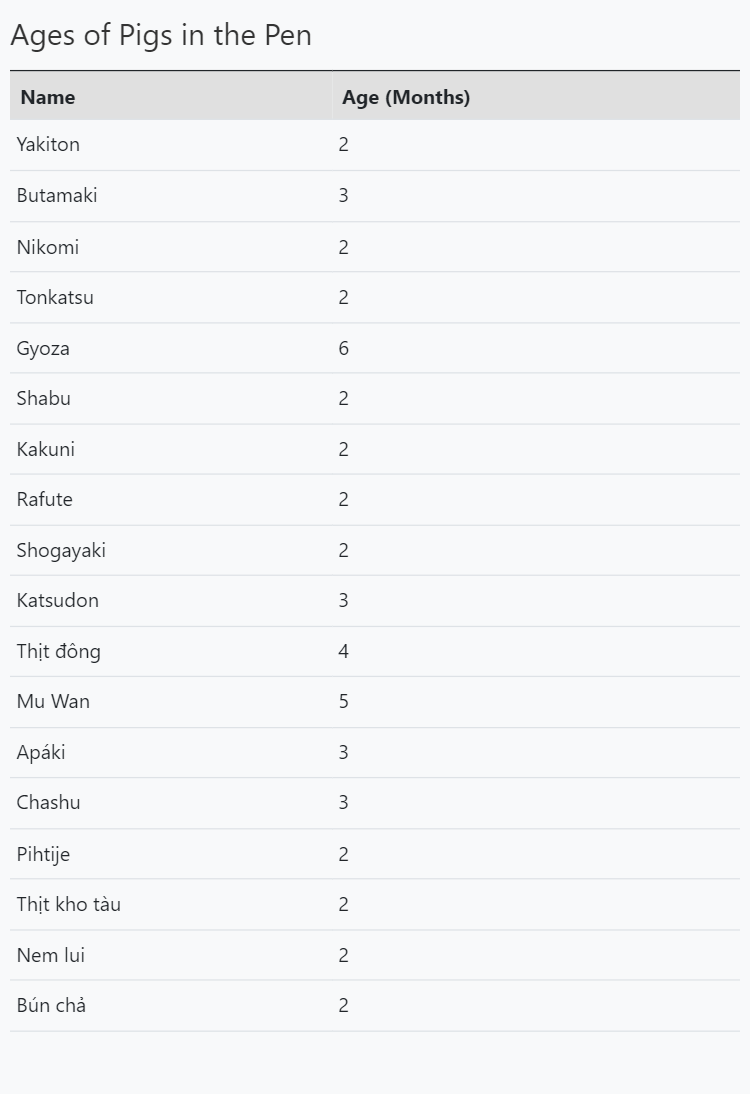 Ages of Pigs in the Pen
Name Age (Months)
Yakiton 2
Butamaki 3
Nikomi 2
Tonkatsu 2
Gyoza 6
Shabu 2
Kakuni 2
Rafute 2
Shogayaki 2
Katsudon 3
Thịt đông 4
Mu Wan 5
Apáki 3
Chashu 3
Pihtije 2
Thịt kho tàu 2
Nem lui 2
Bún chả 2